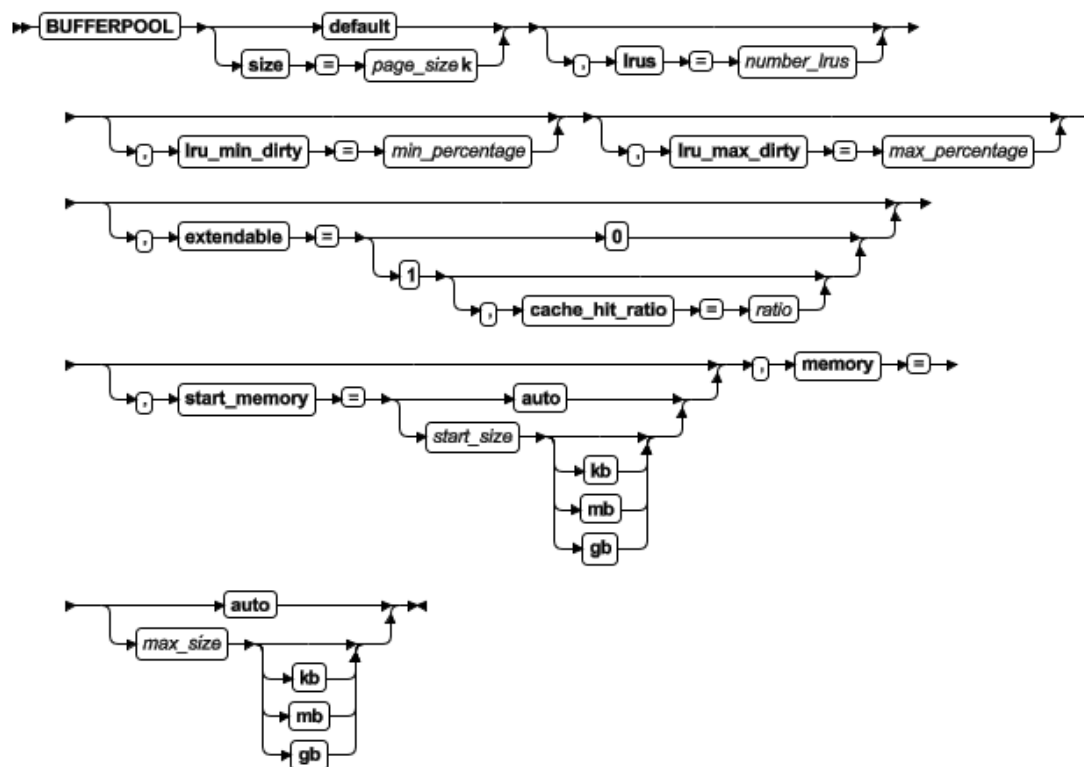 BUFFERPOOL default , lrus = number_lrus
size = page_size k
, lru_min_dirty = min_percentage , lru_max_dirty = max_percentage
, extendable = 0
1
, cache_hit_ratio = ratio
, memory =
, start_memory = auto
start_size
kb
mb
gb
auto
max_size
kb
mb
gb